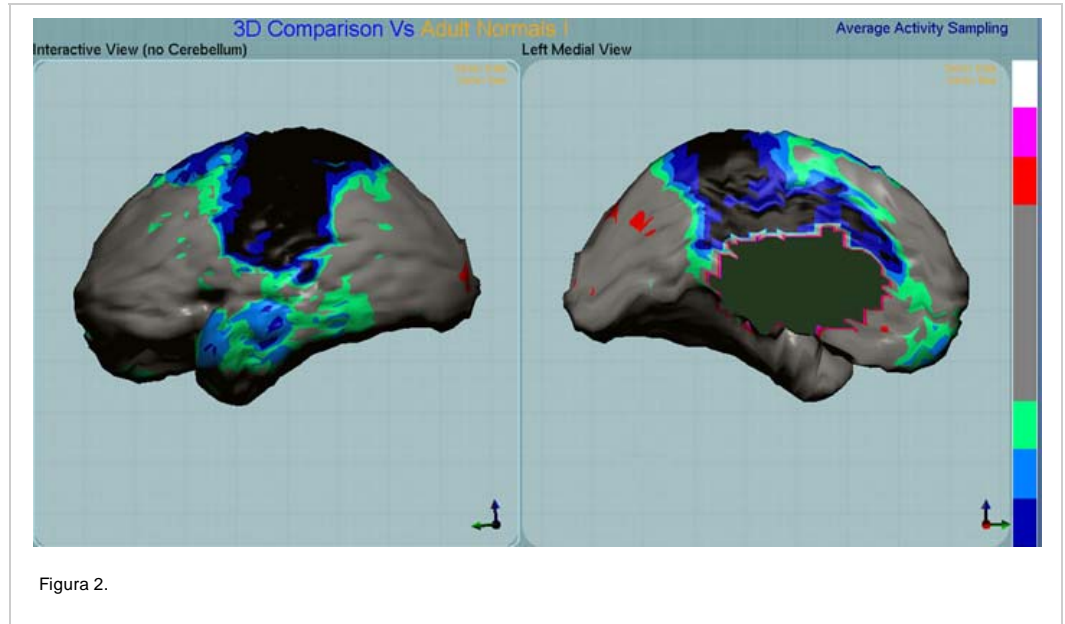 3D Comparison Vs Adult Normals I
Average Activity Sampling
Interactive View (no Cerebellum)
Left Medial View
Figura 2.